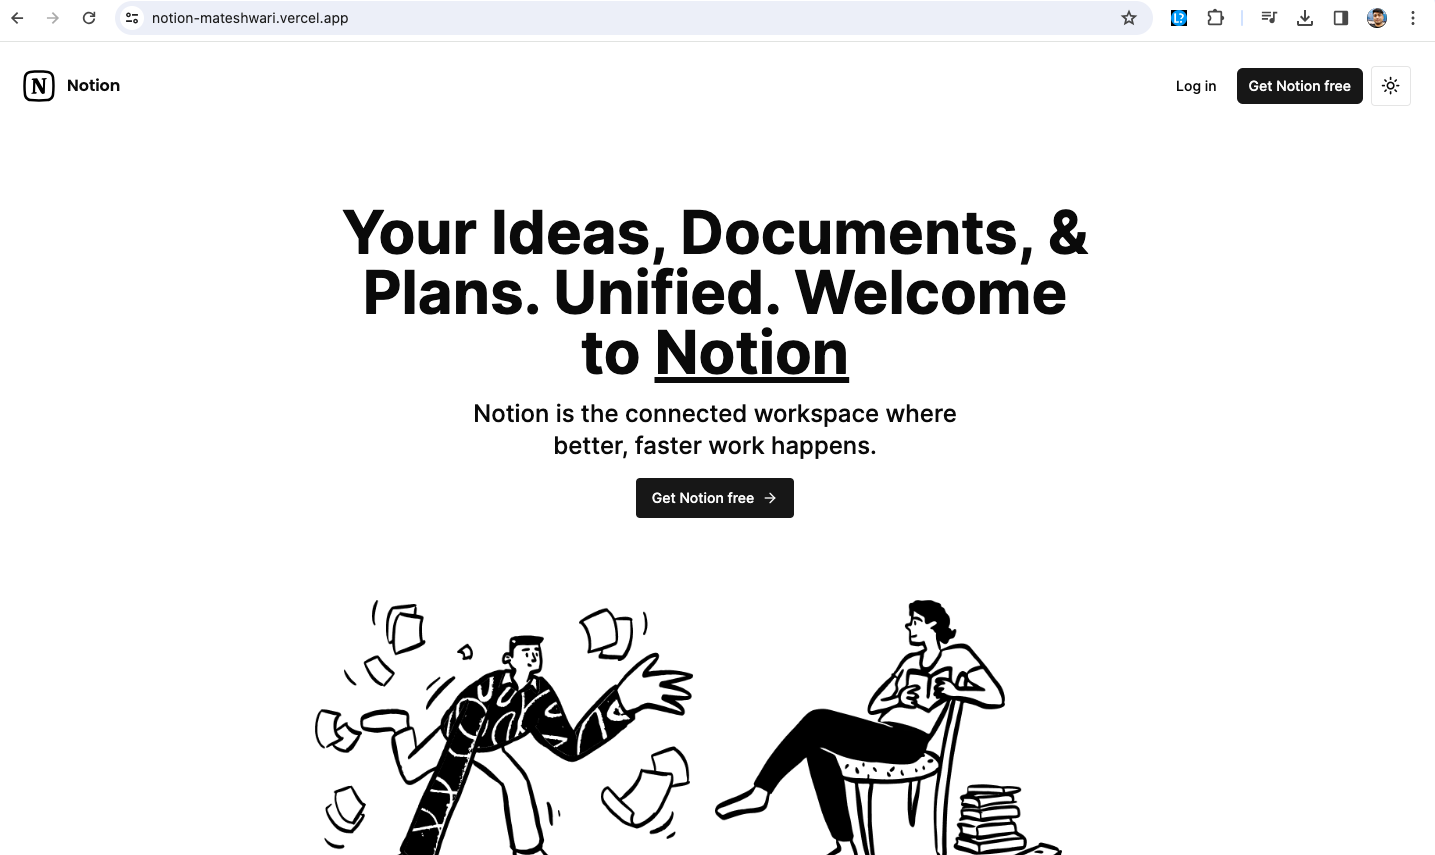 notion-mateshwari.vercel.app
L?
N Notion
Log in
Get Notion free
Your Ideas, Documents, &
Plans. Unified. Welcome
to Notion
Notion is the connected workspace where
better, faster work happens.
Get Notion free →